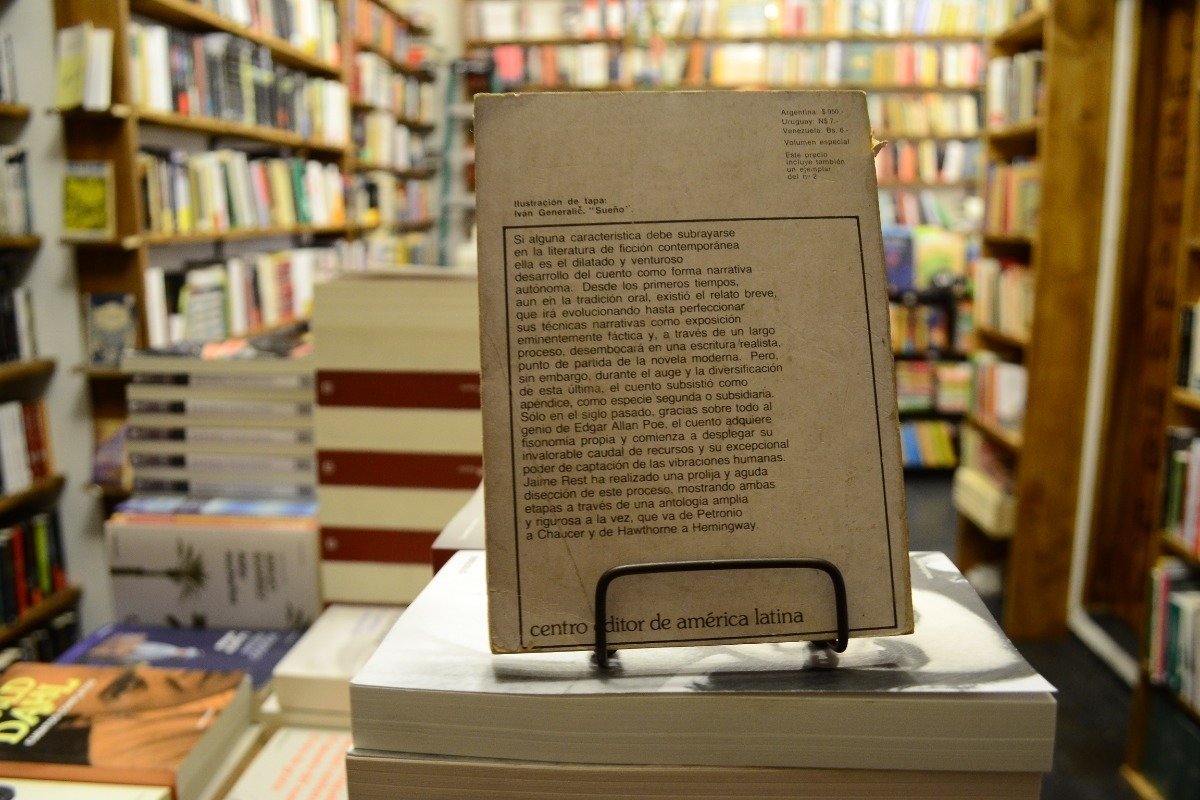 Argentina: $ 950.-
Uruguay: N$ 7.-
Venezuela: Bs. 6.-
Volumen especial
Este precio
incluye también
un ejemplar
del nº 2
Ilustración de tapa:
Iván Generalič. "Sueño".
Si alguna característica debe subrayarse
en la literatura de ficción contemporánea
ella es el dilatado y venturoso
desarrollo del cuento como forma narrativa
autónoma. Desde los primeros tiempos,
aun en la tradición oral, existió el relato breve,
que irá evolucionando hasta perfeccionar
sus técnicas narrativas como exposición
eminentemente fáctica y, a través de un largo
proceso, desembocará en una escritura realista,
punto de partida de la novela moderna. Pero,
sin embargo, durante el auge y la diversificación
de esta última, el cuento subsistió como
apéndice, como especie segunda o subsidiaria.
Sólo en el siglo pasado, gracias sobre todo al
genio de Edgar Allan Poe, el cuento adquiere
fisonomía propia y comienza a desplegar su
invalorable caudal de recursos y su excepcional
poder de captación de las vibraciones humanas.
Jaime Rest ha realizado una prolija y aguda
disección de este proceso, mostrando ambas
etapas a través de una antología amplia
y rigurosa a la vez, que va de Petronio
a Chaucer y de Hawthorne a Hemingway.
centro editor de américa latina